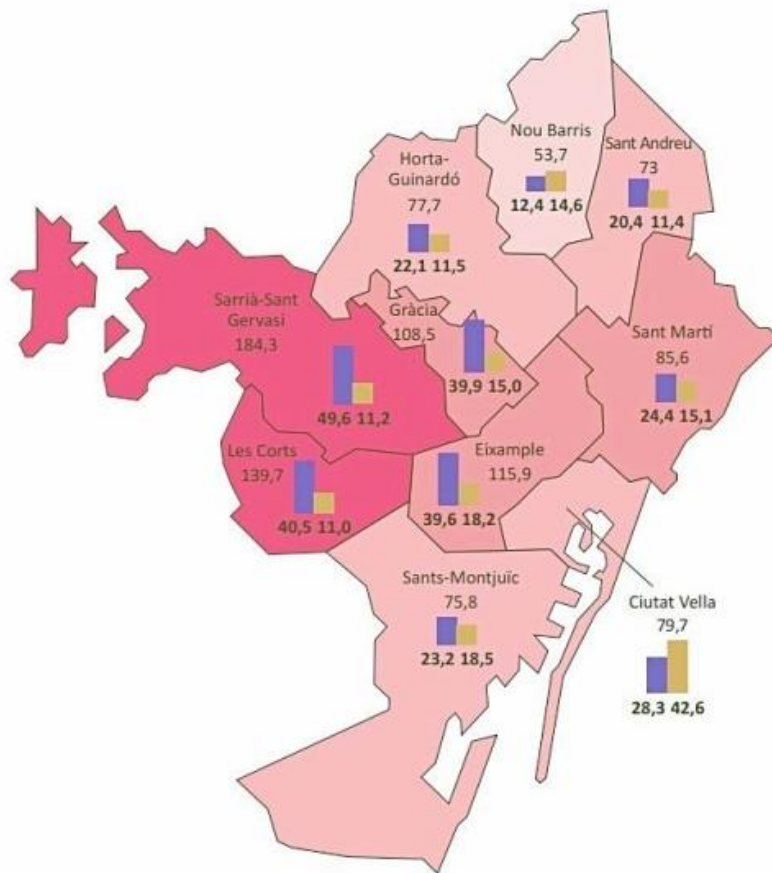 Nou Barris
53,7
12,4 14,6
Sant Andreu
73
20,4 11,4
Horta-
Guinardó
77,7
22,1 11,5
Sarrià-Sant
Gervasi
184,3
49,6 11,2
Gràcia
108,5
39,9 15,0
Sant Martí
85,6
24,4 15,1
Les Corts
139,7
40,5 11,0
Eixample
115,9
39,6 18,2
Sants-Montjuïc
75,8
23,2 18,5
Ciutat Vella
79,7
28,3 42,6